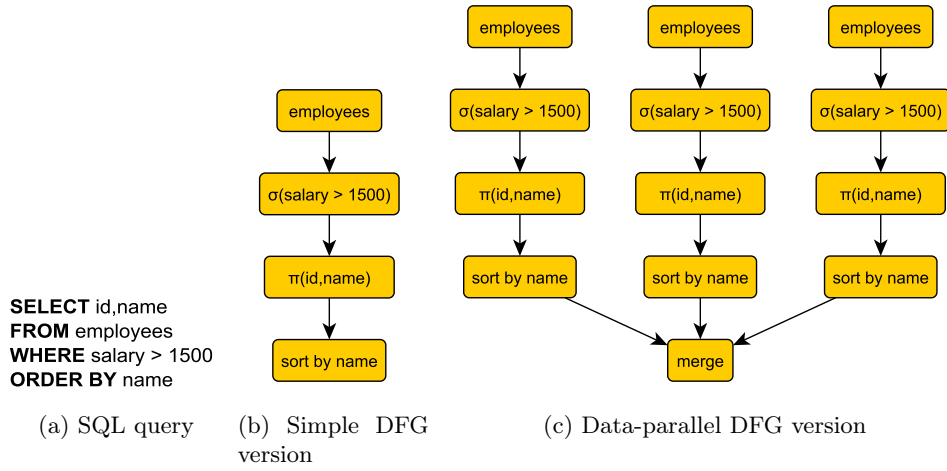 employees employees employees
employees
σ(salary > 1500) σ(salary > 1500) σ(salary > 1500)
σ(salary > 1500)
π(id,name) π(id,name) π(id,name)
π(id,name)
sort by name sort by name sort by name
SELECT id,name
FROM employees
WHERE salary > 1500
ORDER BY name
sort by name
merge
(a) SQL query
(b) Simple DFG
version
(c) Data-parallel DFG version